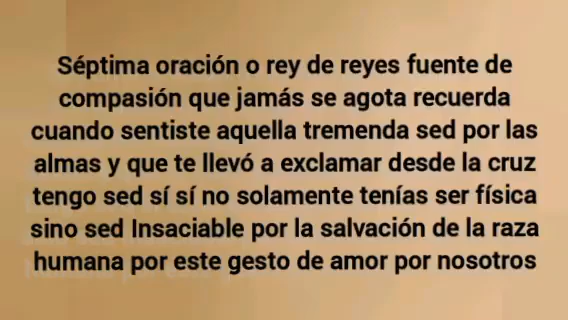 Séptima oración o rey de reyes fuente de
compasión que jamás se agota recuerda
cuando sentiste aquella tremenda sed por las
almas y que te llevó a exclamar desde la cruz
tengo sed sí sí no solamente tenías ser física
sino sed Insaciable por la salvación de la raza
humana por este gesto de amor por nosotros